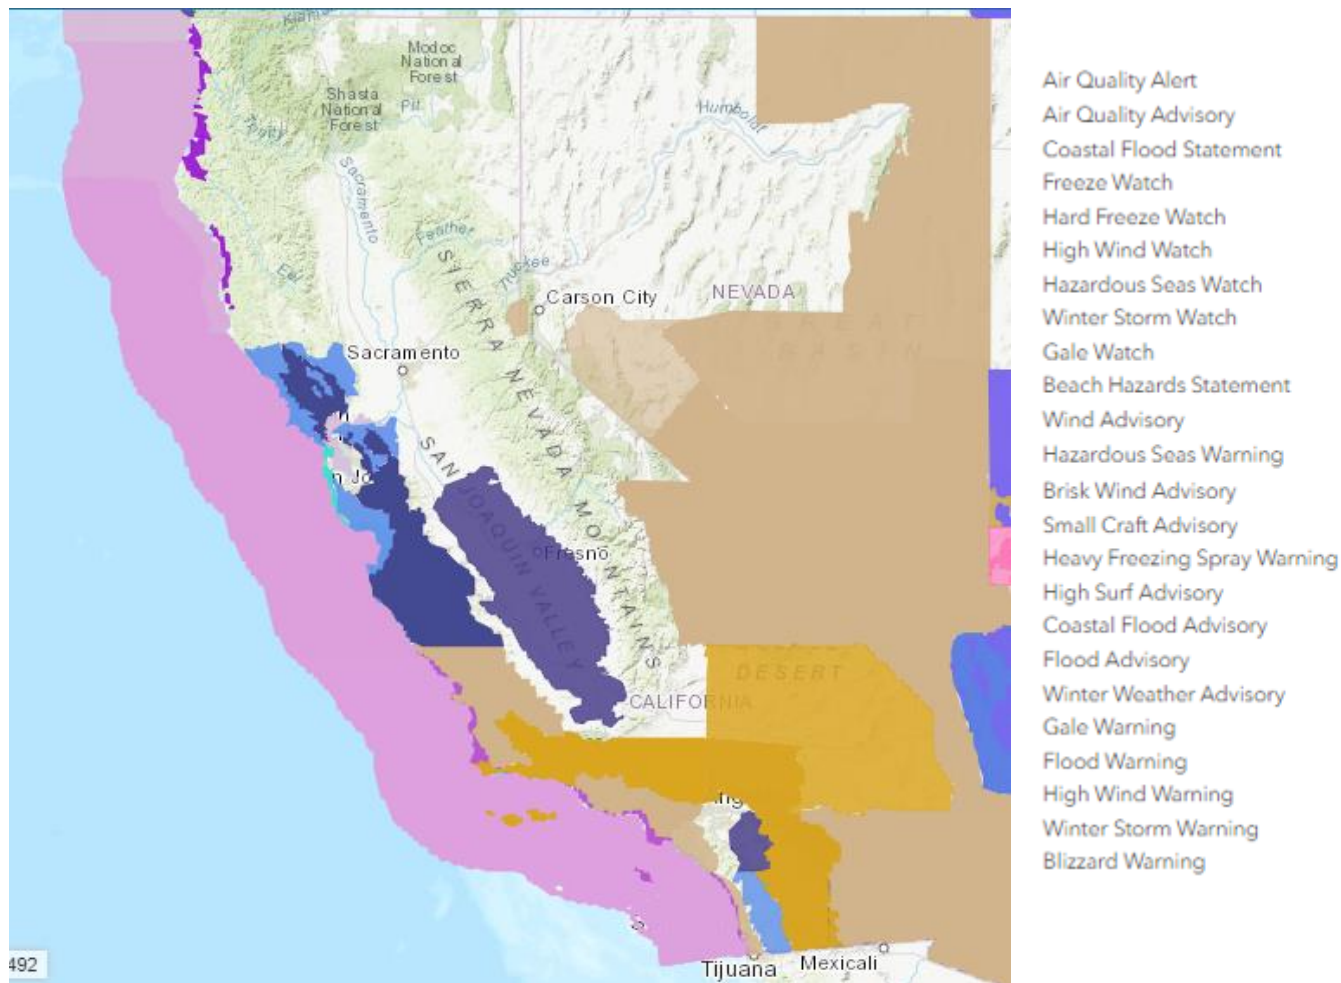 Klam
Modoc
National
Forest
Shasta
National
Forest
Pit
Trinity
Humboldt
Sacramento
Feather
Truckee
Eel
Carson City
NEVADA
GREAT
BASIN
Sacramento
SIERRA NEVADA MOUNTAINS
n Jo
SAN JOAQUIN VALLEY
Fresno
DESERT
CALIFORNIA
ing
S
Tijuana
Mexicali
492
Air Quality Alert
Air Quality Advisory
Coastal Flood Statement
Freeze Watch
Hard Freeze Watch
High Wind Watch
Hazardous Seas Watch
Winter Storm Watch
Gale Watch
Beach Hazards Statement
Wind Advisory
Hazardous Seas Warning
Brisk Wind Advisory
Small Craft Advisory
Heavy Freezing Spray Warning
High Surf Advisory
Coastal Flood Advisory
Flood Advisory
Winter Weather Advisory
Gale Warning
Flood Warning
High Wind Warning
Winter Storm Warning
Blizzard Warning